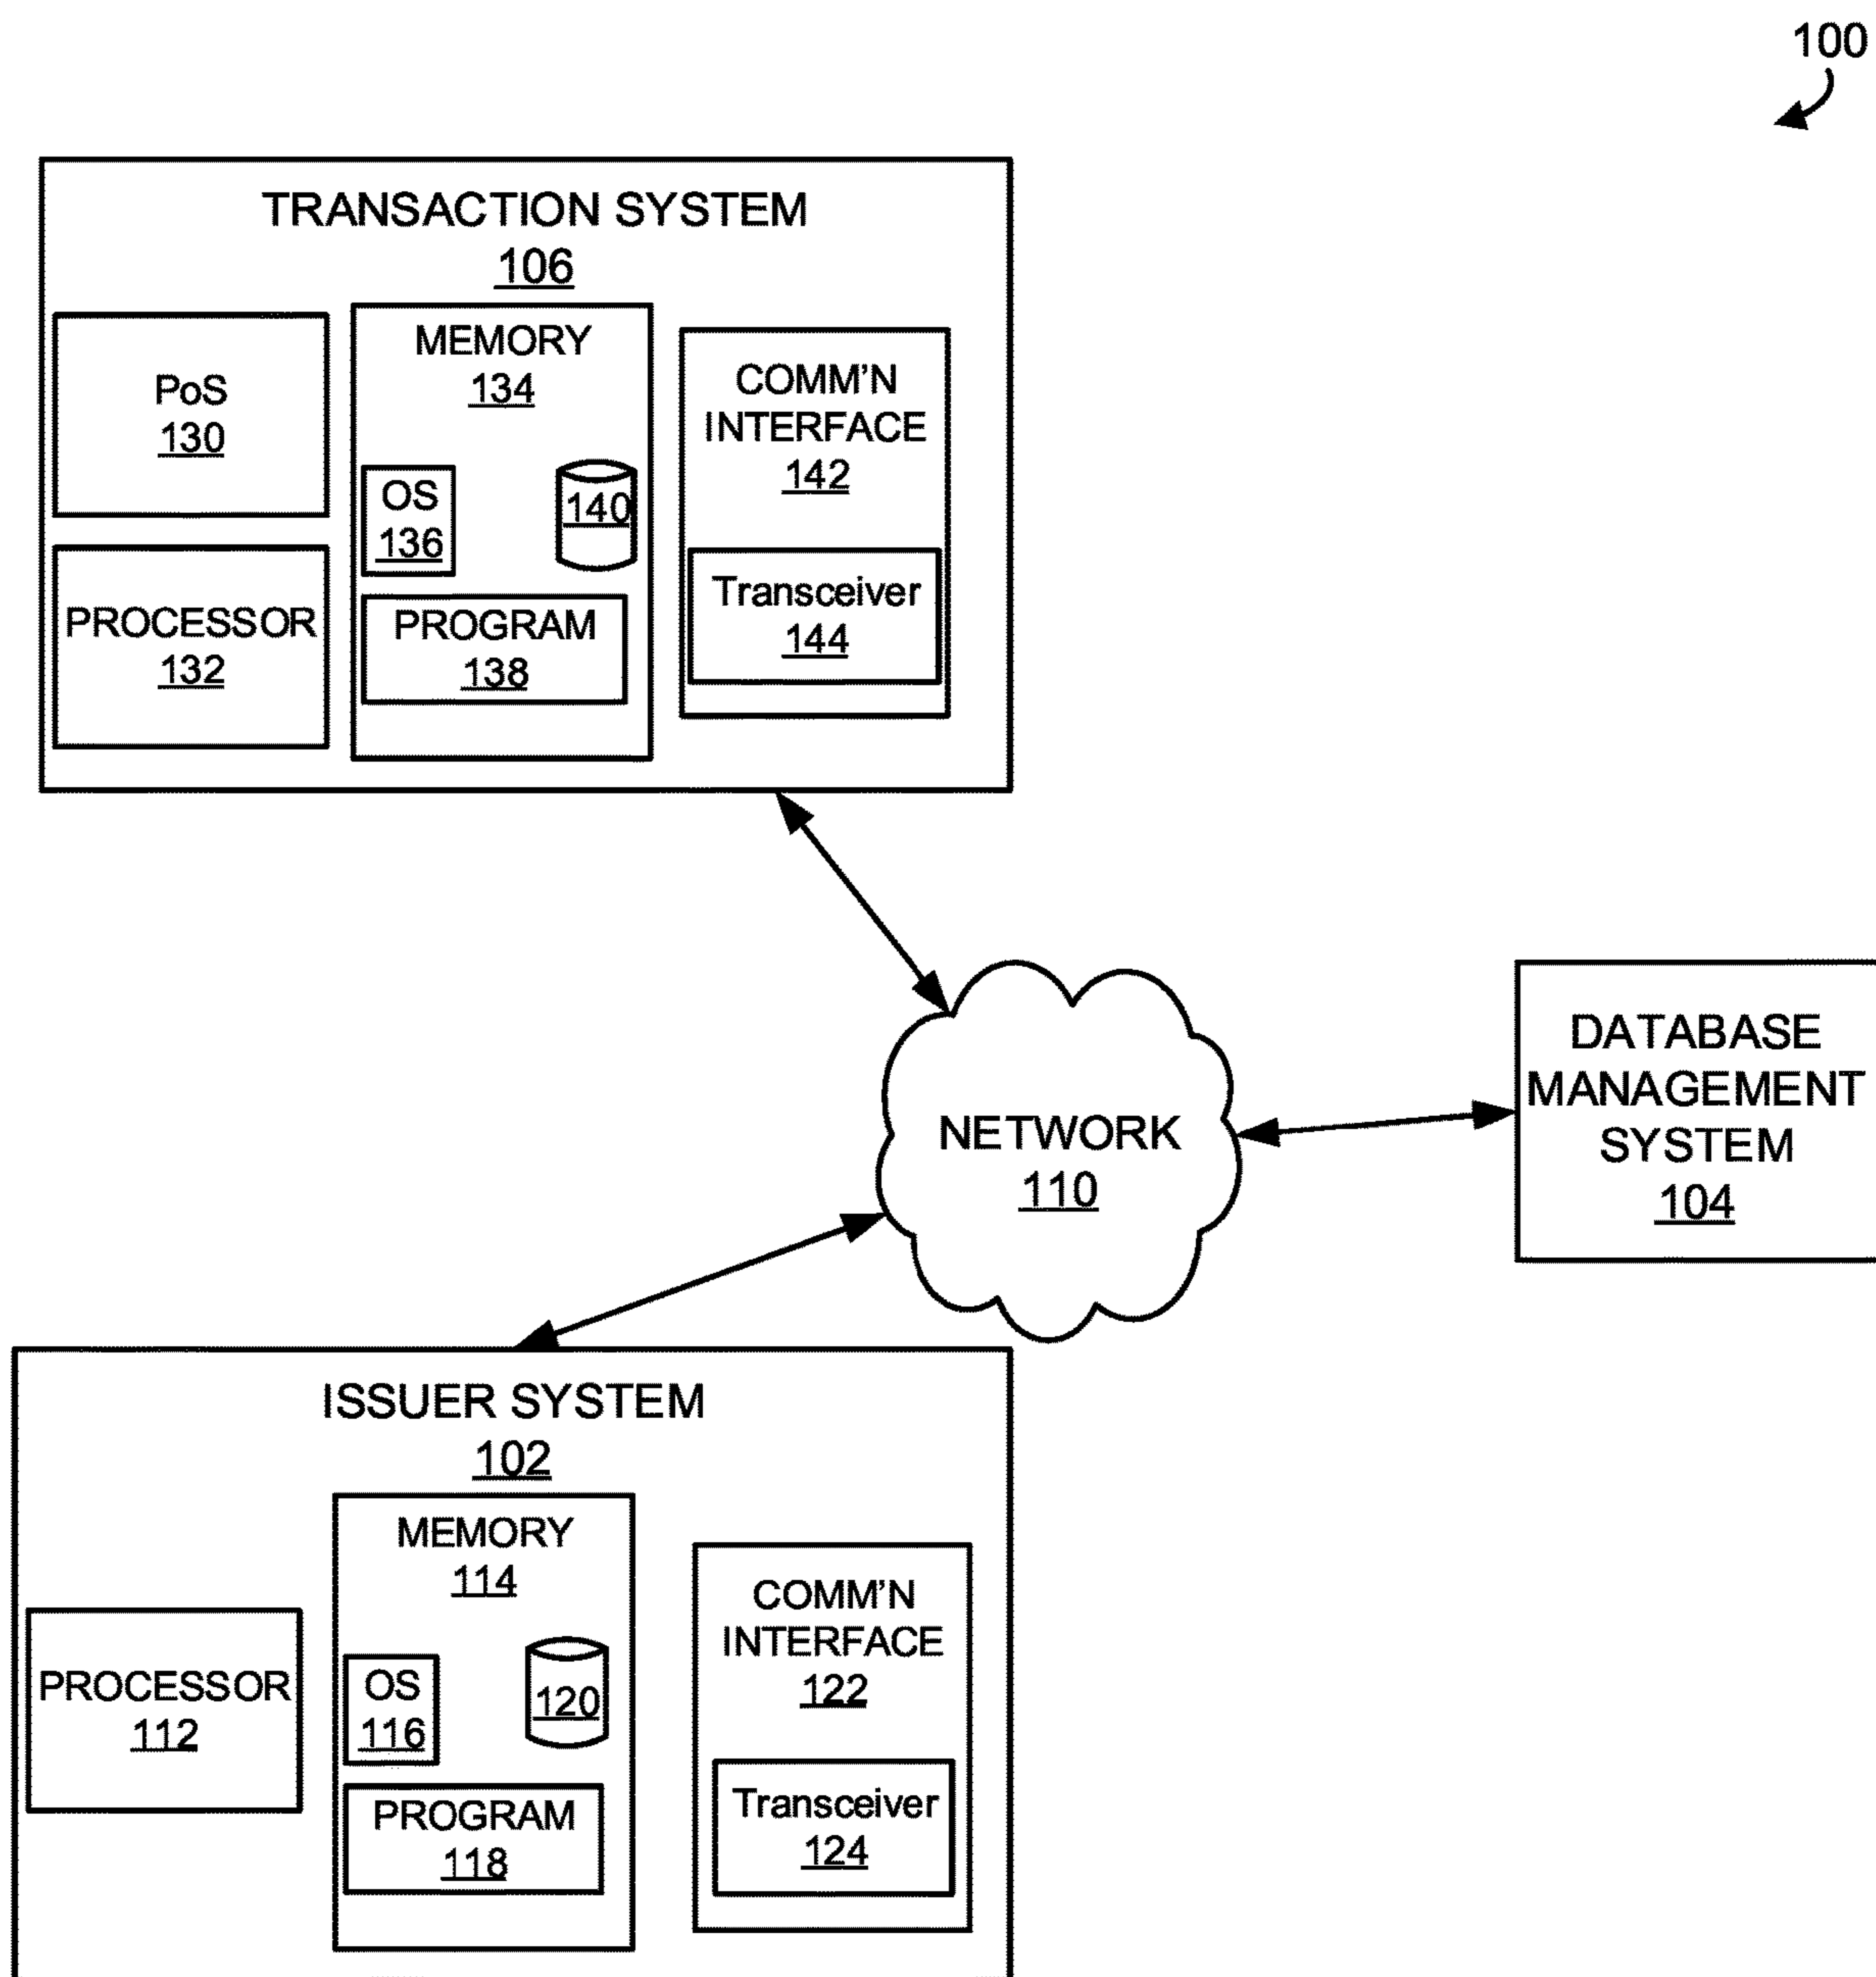 100
TRANSACTION SYSTEM
106
PoS
130
PROCESSOR
132
MEMORY
134
OS
136
140
PROGRAM
138
COMM’N
INTERFACE
142
Transceiver
144
NETWORK
110
DATABASE
MANAGEMENT
SYSTEM
104
ISSUER SYSTEM
102
PROCESSOR
112
MEMORY
114
OS
116
120
PROGRAM
118
COMM’N
INTERFACE
122
Transceiver
124